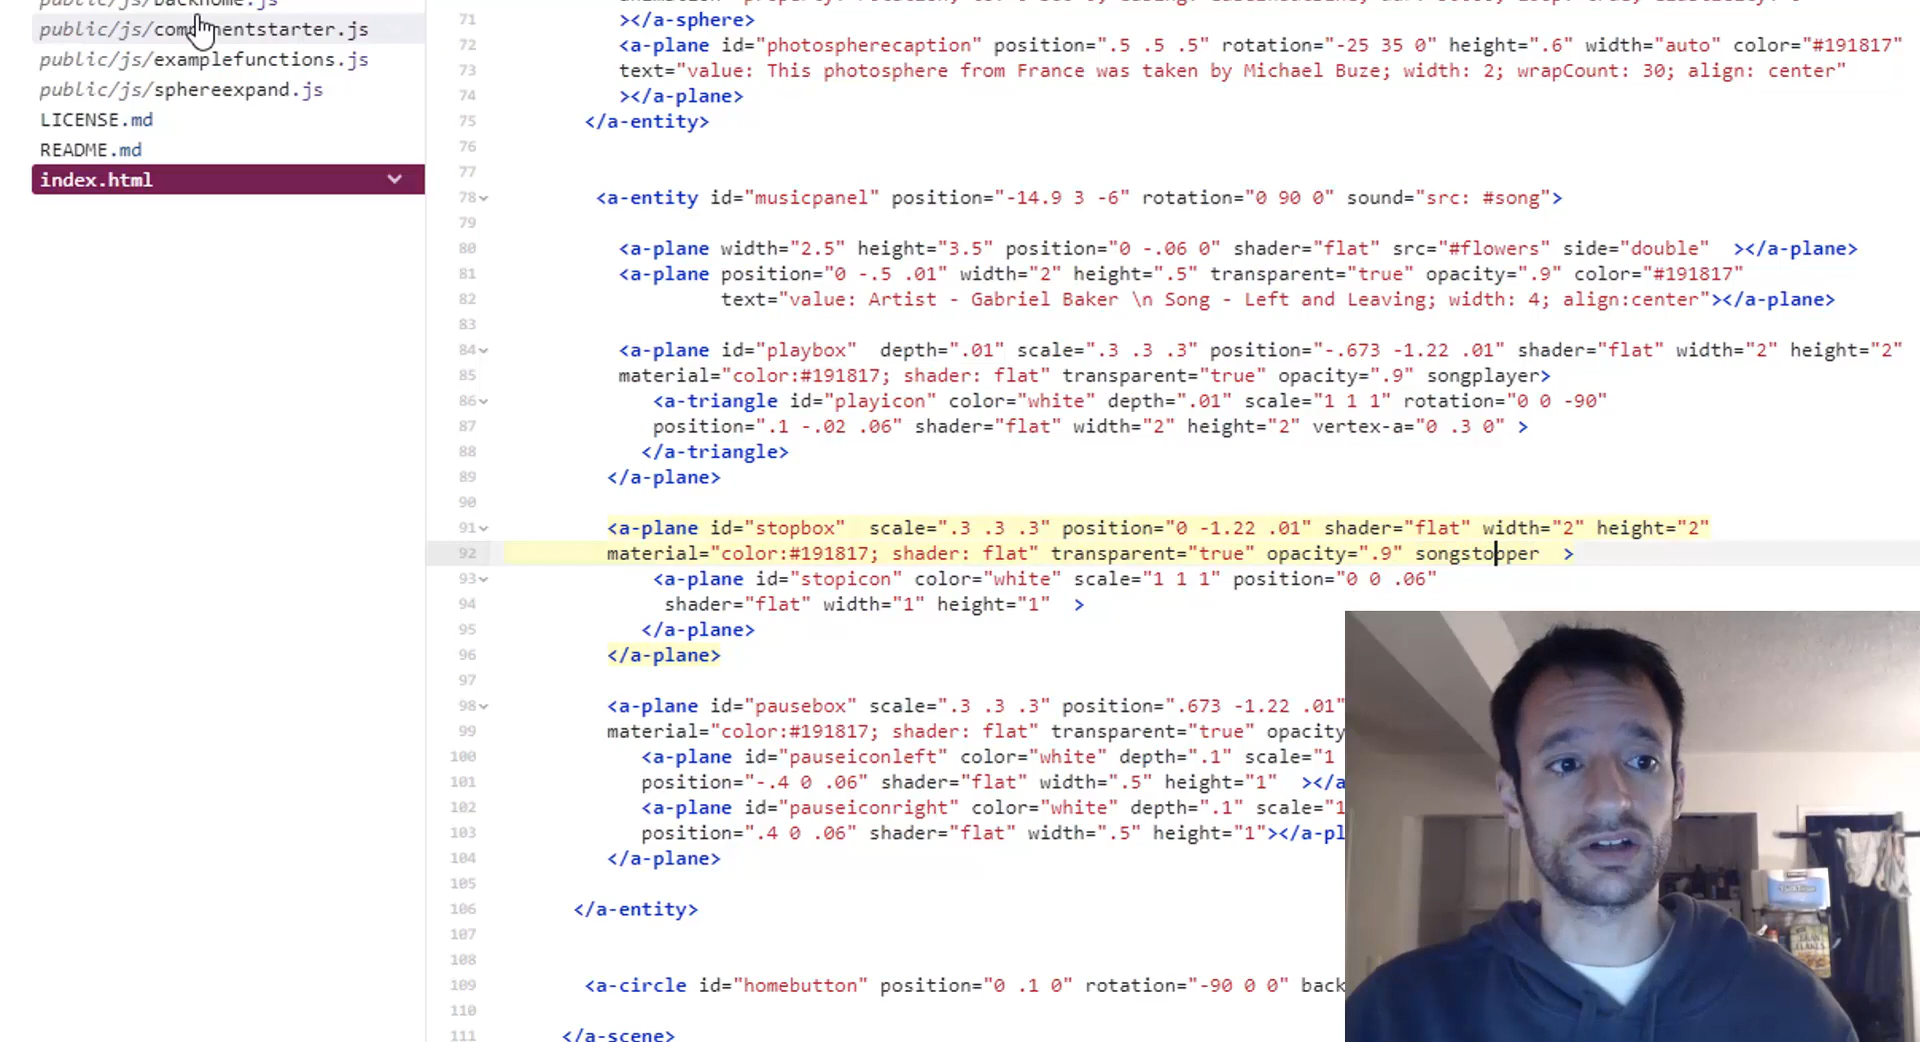 public/js/backhome.js
public/js/componentstarter.js
public/js/examplefunctions.js
public/js/sphereexpand.js
LICENSE.md
README.md
index.html
71 ></a-sphere>
72 <a-plane id="photospherecaption" position=".5 .5 .5" rotation="-25 35 0" height=".6" width="auto" color="#191817"
73 text="value: This photosphere from France was taken by Michael Buze; width: 2; wrapCount: 30; align: center"
74 ></a-plane>
75 </a-entity>
76
77
78 <a-entity id="musicpanel" position="-14.9 3 -6" rotation="0 90 0" sound="src: #song">
79
80 <a-plane width="2.5" height="3.5" position="0 -.06 0" shader="flat" src="#flowers" side="double"  ></a-plane>
81 <a-plane position="0 -.5 .01" width="2" height=".5" transparent="true" opacity=".9" color="#191817"
82 text="value: Artist - Gabriel Baker \n Song - Left and Leaving; width: 4; align:center"></a-plane>
83
84 <a-plane id="playbox"  depth=".01" scale=".3 .3 .3" position="-.673 -1.22 .01" shader="flat" width="2" height="2"
85 material="color:#191817; shader: flat" transparent="true" opacity=".9" songplayer>
86 <a-triangle id="playicon" color="white" depth=".01" scale="1 1 1" rotation="0 0 -90"
87 position=".1 -.02 .06" shader="flat" width="2" height="2" vertex-a="0 .3 0" >
88 </a-triangle>
89 </a-plane>
90
91 <a-plane id="stopbox"  scale=".3 .3 .3" position="0 -1.22 .01" shader="flat" width="2" height="2"
92 material="color:#191817; shader: flat" transparent="true" opacity=".9" songstopper  >
93 <a-plane id="stopicon" color="white" scale="1 1 1" position="0 0 .06"
94 shader="flat" width="1" height="1"  >
95 </a-plane>
96 </a-plane>
97
98 <a-plane id="pausebox" scale=".3 .3 .3" position=".673 -1.22 .01"
99 material="color:#191817; shader: flat" transparent="true" opacity
100 <a-plane id="pauseiconleft" color="white" depth=".1" scale="1
101 position="-.4 0 .06" shader="flat" width=".5" height="1"  ></a
102 <a-plane id="pauseiconright" color="white" depth=".1" scale="1
103 position=".4 0 .06" shader="flat" width=".5" height="1"></a-pl
104 </a-plane>
105
106 </a-entity>
107
108
109 <a-circle id="homebutton" position="0 .1 0" rotation="-90 0 0" back
110
111 </a-scene>